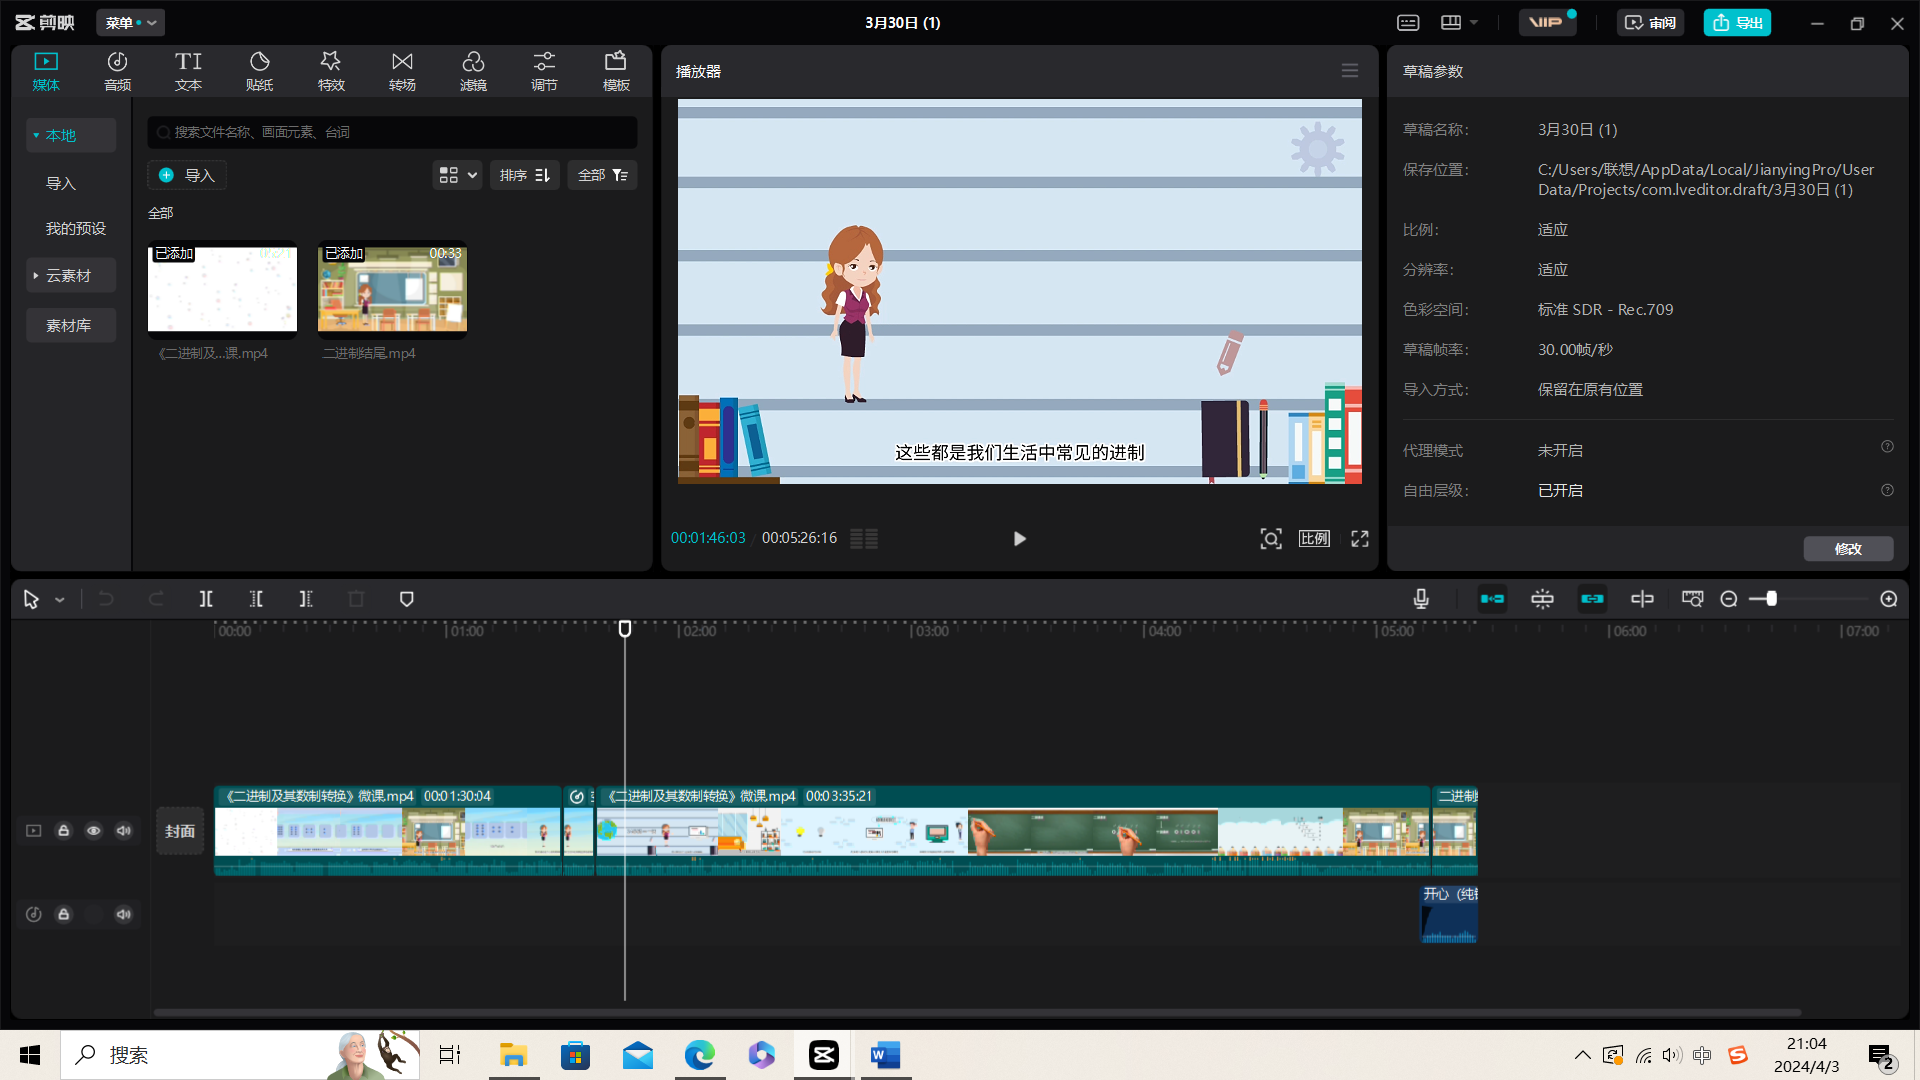 剪映
菜单
3月30日 (1)
VIP
审阅
导出
媒体
音频
文本
贴纸
特效
转场
滤镜
调节
模板
本地
导入
我的预设
云素材
素材库
搜索文件名称、画面元素、台词
导入
排序
全部
全部
已添加
已添加
00:33
《二进制及...课.mp4
二进制结尾.mp4
播放器
这些都是我们生活中常见的进制
00:01:46:03 / 00:05:26:16
比例
草稿参数
草稿名称：
3月30日 (1)
保存位置：
C:/Users/联想/AppData/Local/JianyingPro/User
Data/Projects/com.lveditor.draft/3月30日 (1)
比例：
适应
分辨率：
适应
色彩空间：
标准 SDR - Rec.709
草稿帧率：
30.00帧/秒
导入方式：
保留在原有位置
代理模式
未开启
自由层级：
已开启
修改
00:00
01:00
02:00
03:00
04:00
05:00
06:00
07:00
封面
《二进制及其数制转换》微课.mp4 00:01:30:04
《二进制及其数制转换》微课.mp4 00:03:35:21
二进制
开心（纯
搜索
中
21:04
2024/4/3
2